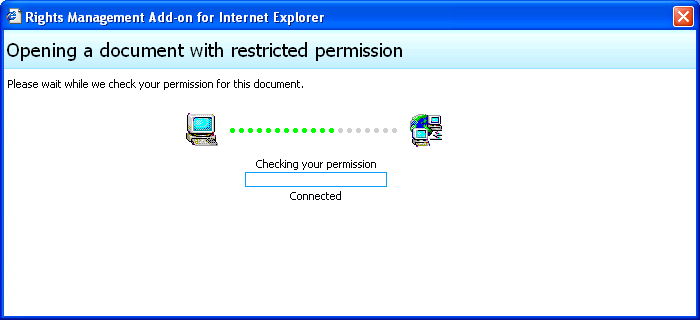 Rights Management Add-on for Internet Explorer
Opening a document with restricted permission
Please wait while we check your permission for this document.
Checking your permission
Connected